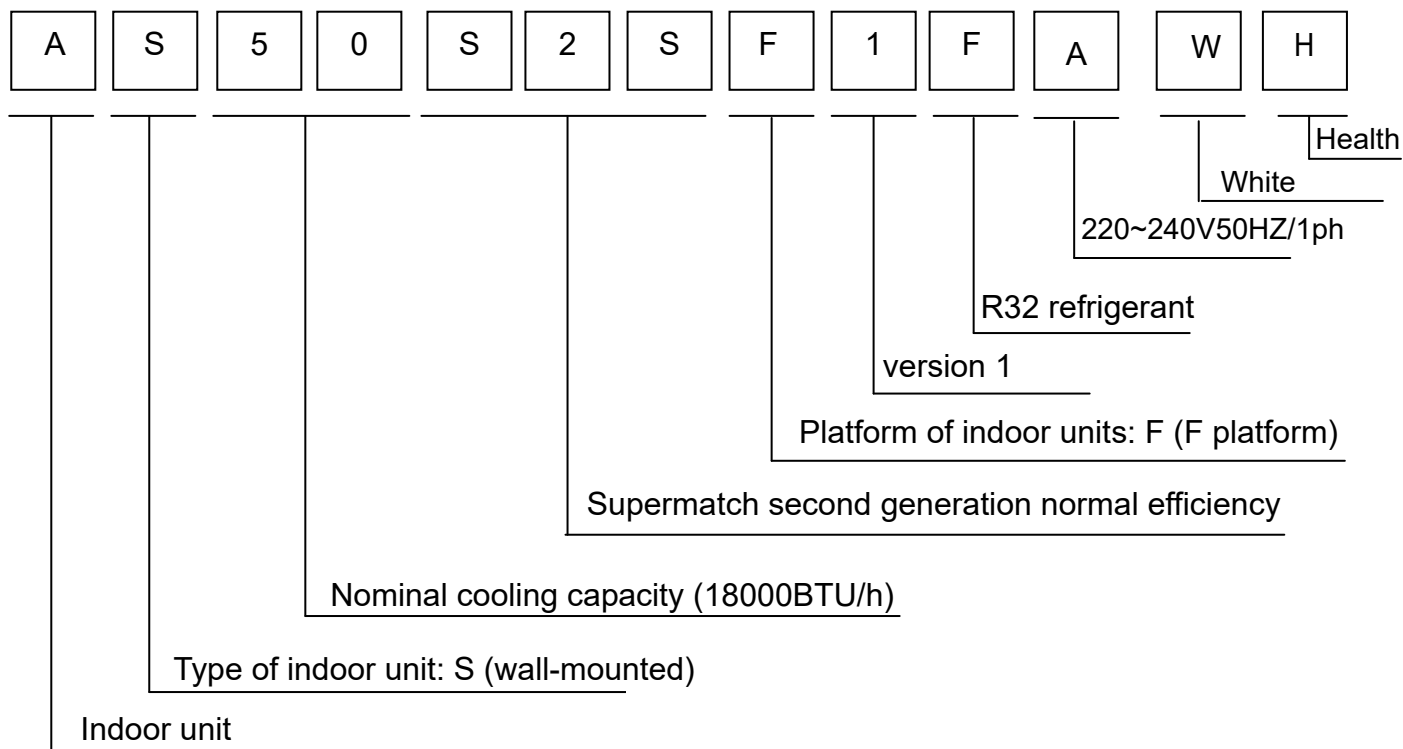 A S 5 0 S 2 S F 1 F A W H
Health
White
220~240V50HZ/1ph
R32 refrigerant
version 1
Platform of indoor units: F (F platform)
Supermatch second generation normal efficiency
Nominal cooling capacity (18000BTU/h)
Type of indoor unit: S (wall-mounted)
Indoor unit